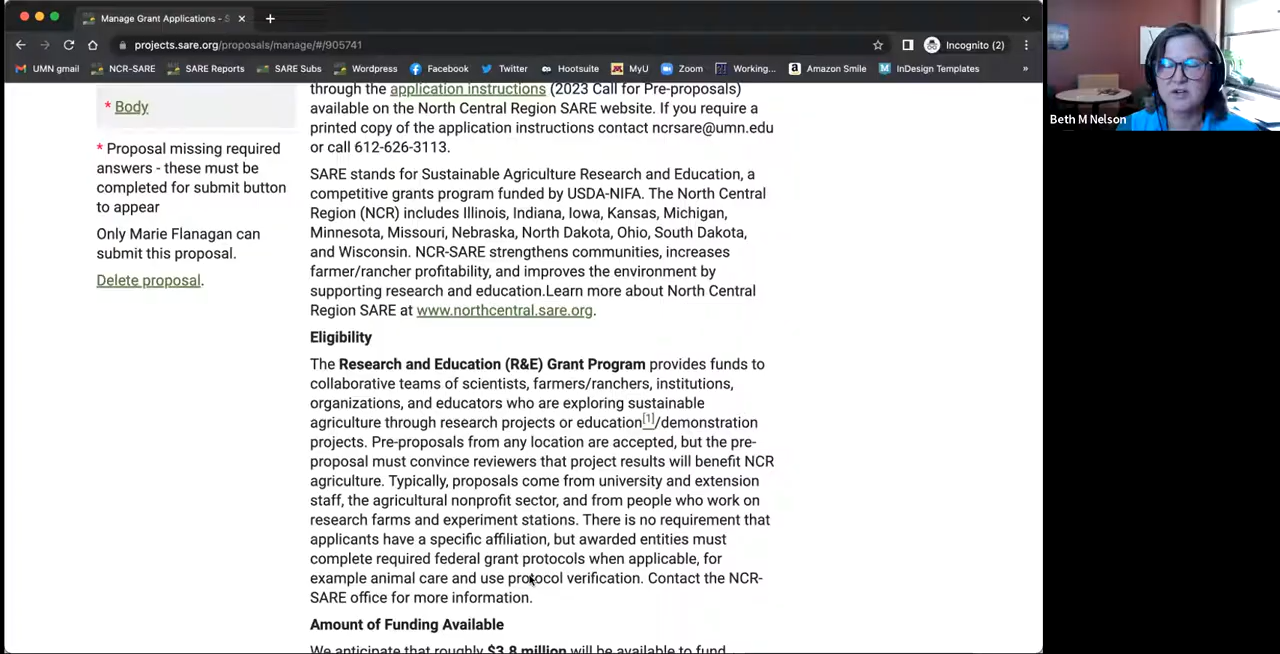 Manage Grant Applications - S
projects.sare.org/proposals/manage/#/905741
Incognito (2)
UMN gmail
NCR-SARE
SARE Reports
SARE Subs
Wordpress
Facebook
Twitter
Hootsuite
MyU
Zoom
Working...
Amazon Smile
InDesign Templates
»
* Body
* Proposal missing required
answers - these must be
completed for submit button
to appear
Only Marie Flanagan can
submit this proposal.
Delete proposal.
through the application instructions (2023 Call for Pre-proposals)
available on the North Central Region SARE website. If you require a
printed copy of the application instructions contact ncrsare@umn.edu
or call 612-626-3113.
SARE stands for Sustainable Agriculture Research and Education, a
competitive grants program funded by USDA-NIFA. The North Central
Region (NCR) includes Illinois, Indiana, Iowa, Kansas, Michigan,
Minnesota, Missouri, Nebraska, North Dakota, Ohio, South Dakota,
and Wisconsin. NCR-SARE strengthens communities, increases
farmer/rancher profitability, and improves the environment by
supporting research and education.Learn more about North Central
Region SARE at www.northcentral.sare.org.
Eligibility
The Research and Education (R&E) Grant Program provides funds to
collaborative teams of scientists, farmers/ranchers, institutions,
organizations, and educators who are exploring sustainable
agriculture through research projects or education[1]/demonstration
projects. Pre-proposals from any location are accepted, but the pre-
proposal must convince reviewers that project results will benefit NCR
agriculture. Typically, proposals come from university and extension
staff, the agricultural nonprofit sector, and from people who work on
research farms and experiment stations. There is no requirement that
applicants have a specific affiliation, but awarded entities must
complete required federal grant protocols when applicable, for
example animal care and use protocol verification. Contact the NCR-
SARE office for more information.
Amount of Funding Available
We anticipate that roughly $3.8 million will be available to fund
Beth M Nelson